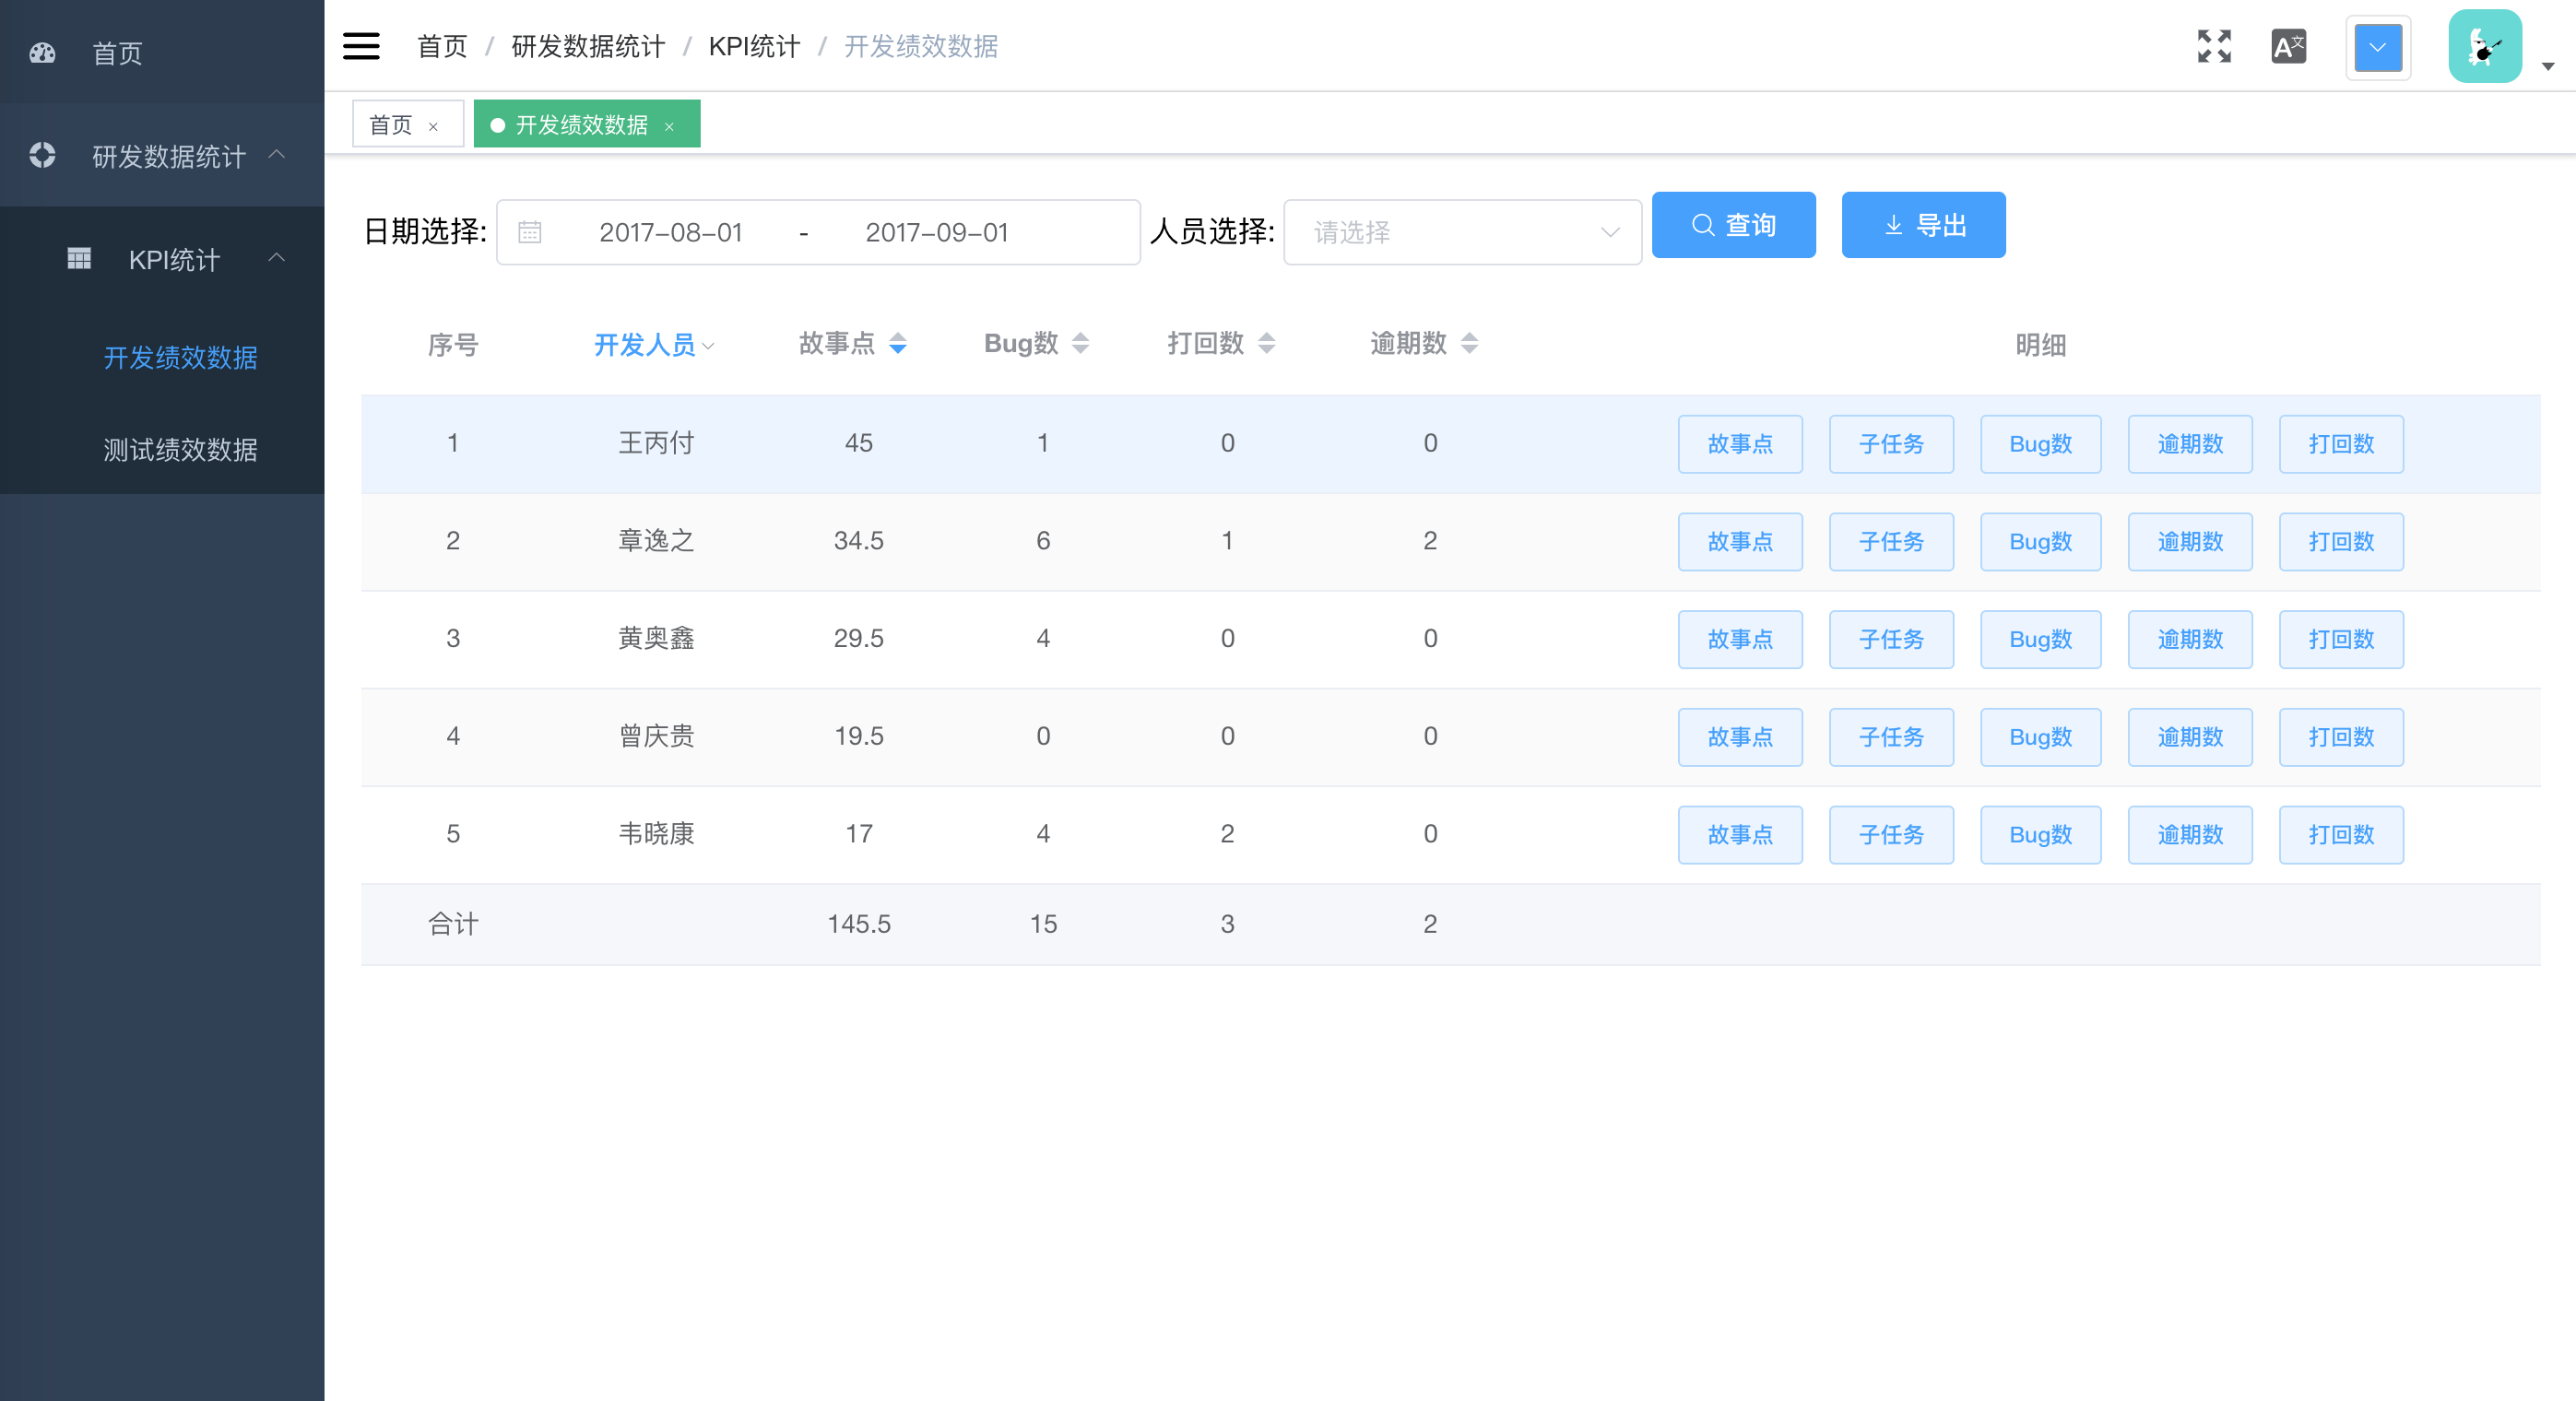 首页
研发数据统计
KPI统计
开发绩效数据
测试绩效数据
首页 / 研发数据统计 / KPI统计 / 开发绩效数据
首页 × 开发绩效数据 ×
日期选择: 2017-08-01 - 2017-09-01 人员选择: 请选择 查询 导出
序号 开发人员 故事点 Bug数 打回数 逾期数 明细
1 王丙付 45 1 0 0 故事点 子任务 Bug数 逾期数 打回数
2 章逸之 34.5 6 1 2 故事点 子任务 Bug数 逾期数 打回数
3 黄奥鑫 29.5 4 0 0 故事点 子任务 Bug数 逾期数 打回数
4 曾庆贵 19.5 0 0 0 故事点 子任务 Bug数 逾期数 打回数
5 韦晓康 17 4 2 0 故事点 子任务 Bug数 逾期数 打回数
合计 145.5 15 3 2